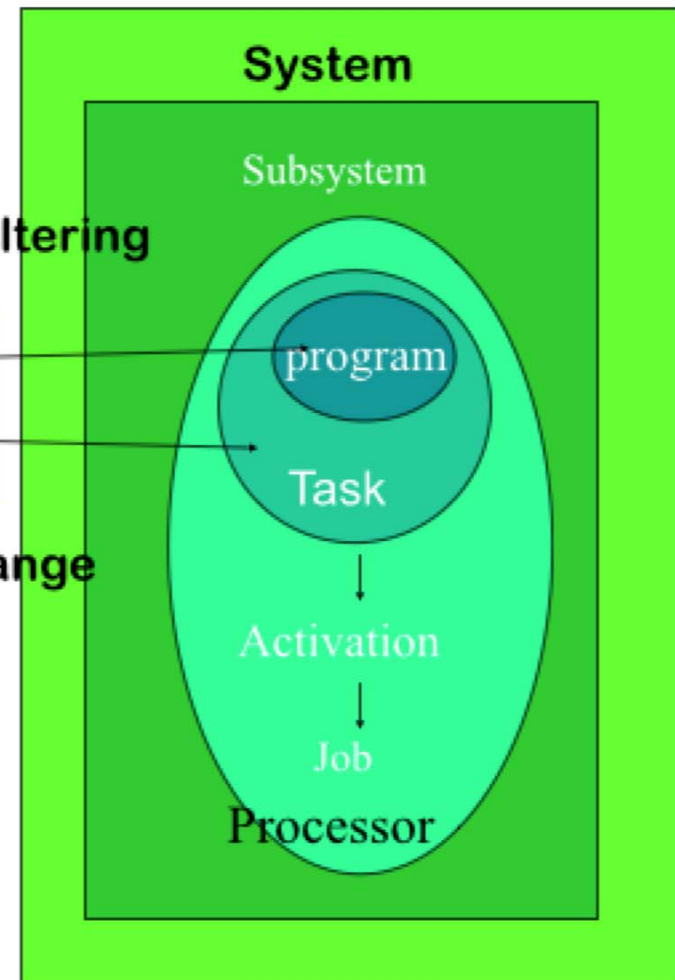 System
Subsystem
ltering
program
Task
ange
Activation
Job
Processor